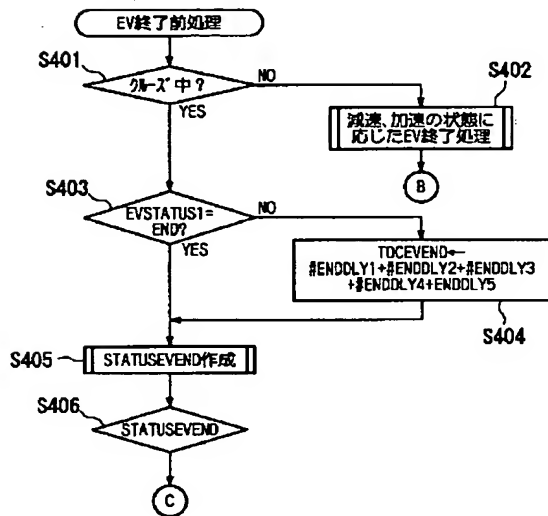 EV終了前処理
S401
クルーズ中?
NO
YES
S402
減速、加速の状態に
応じたEV終了処理
B
S403
EVSTATUS1=
END?
NO
YES
TDCEVEND←
#ENDDLY1+#ENDDLY2+#ENDDLY3
+#ENDDLY4+ENDDLY5
S404
S405
STATUSEVEND作成
S406
STATUSEVEND
C